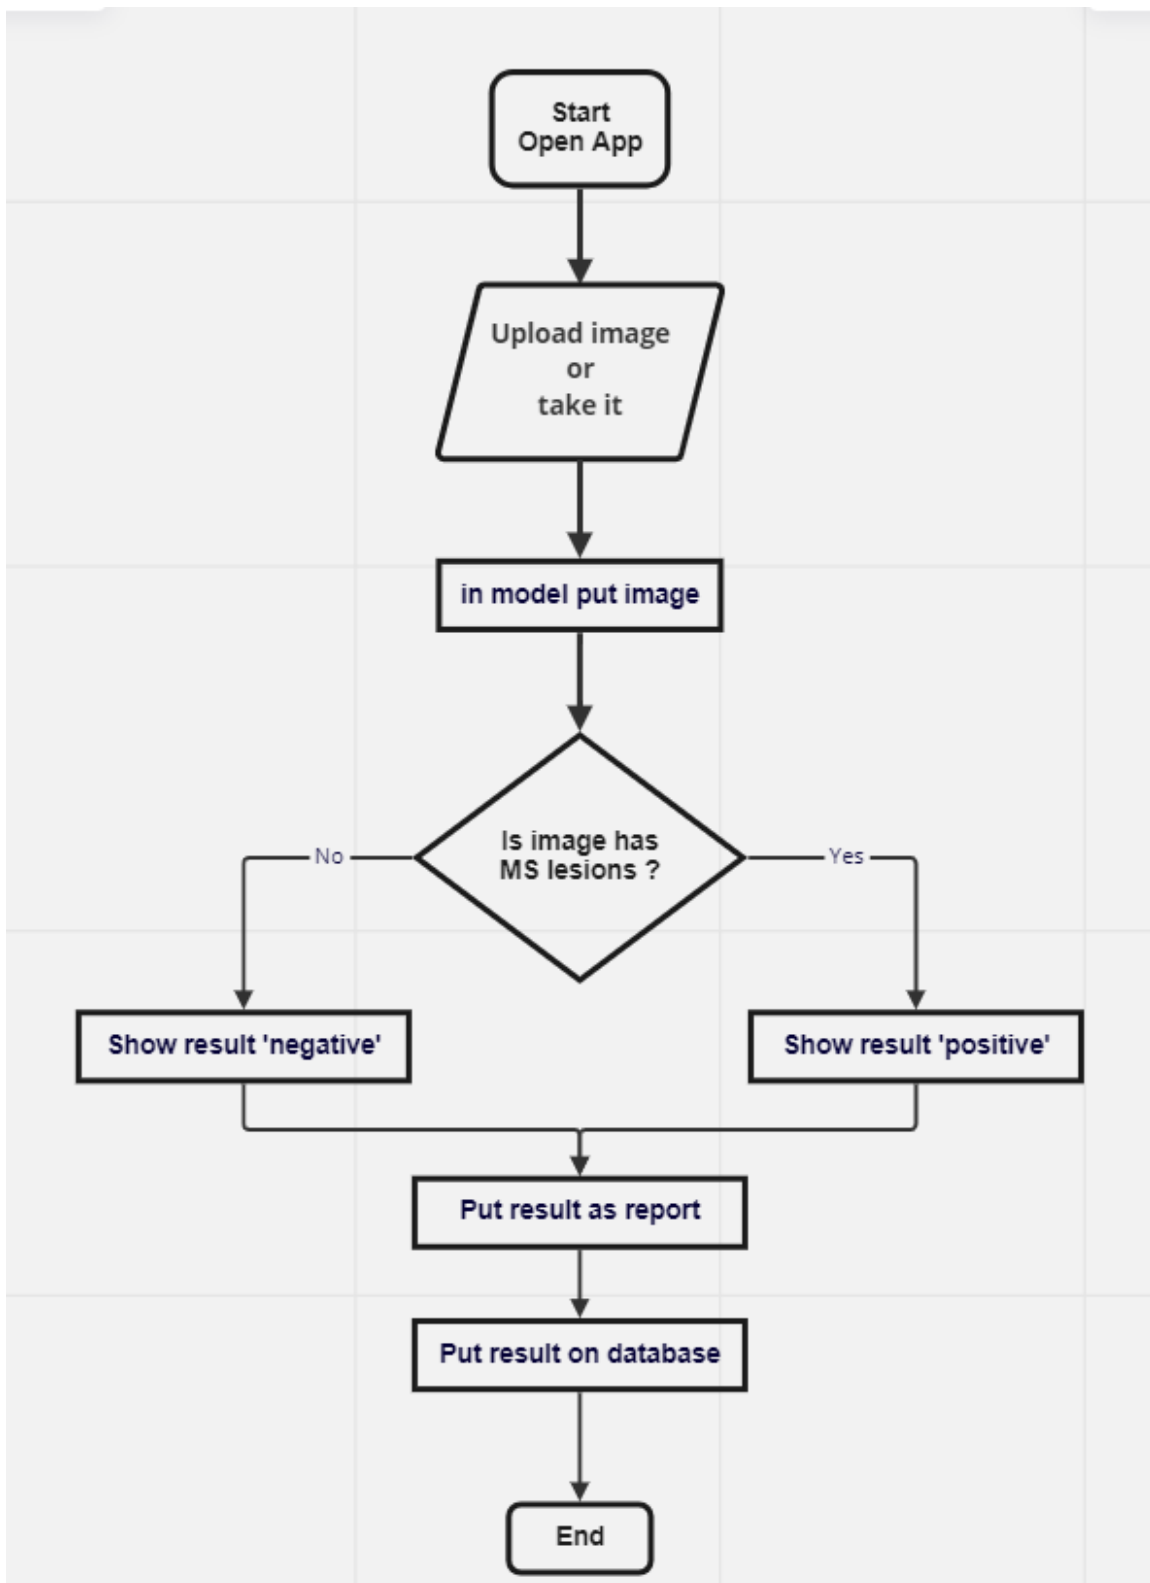 Start
Open App
Upload image
or
take it
in model put image
Is image has
MS lesions ?
No
Yes
Show result 'negative'
Show result 'positive'
Put result as report
Put result on database
End